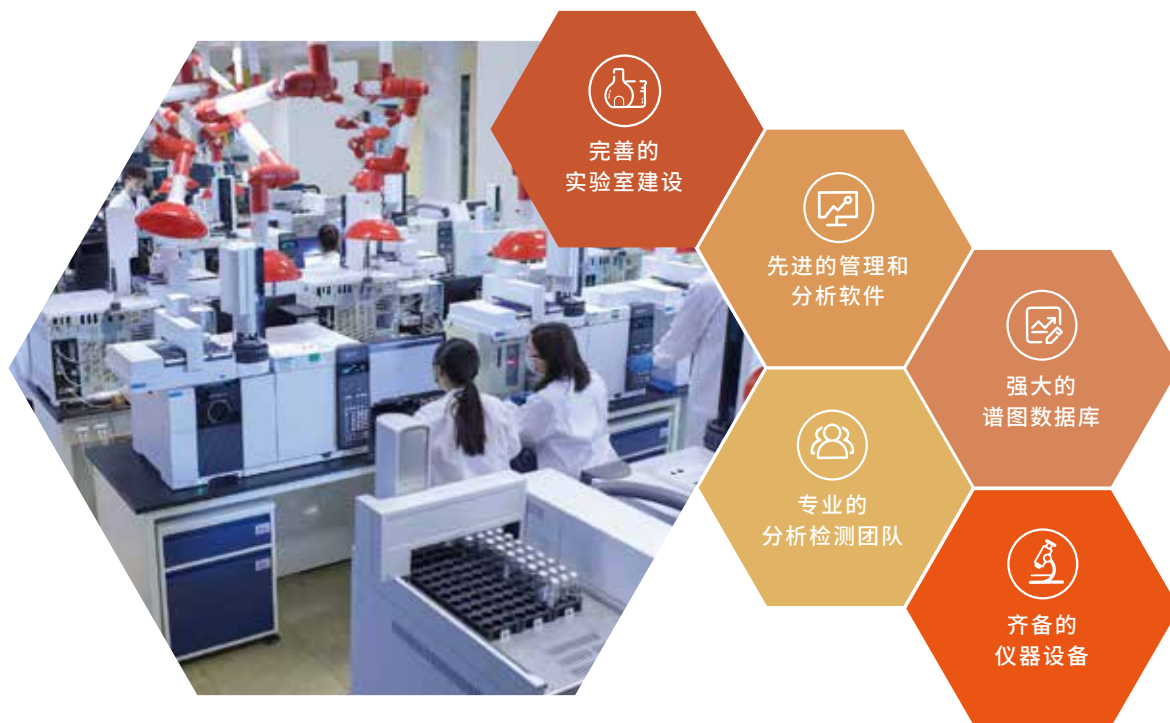 完善的
实验室建设
先进的管理和
分析软件
强大的
谱图数据库
专业的
分析检测团队
齐备的
仪器设备